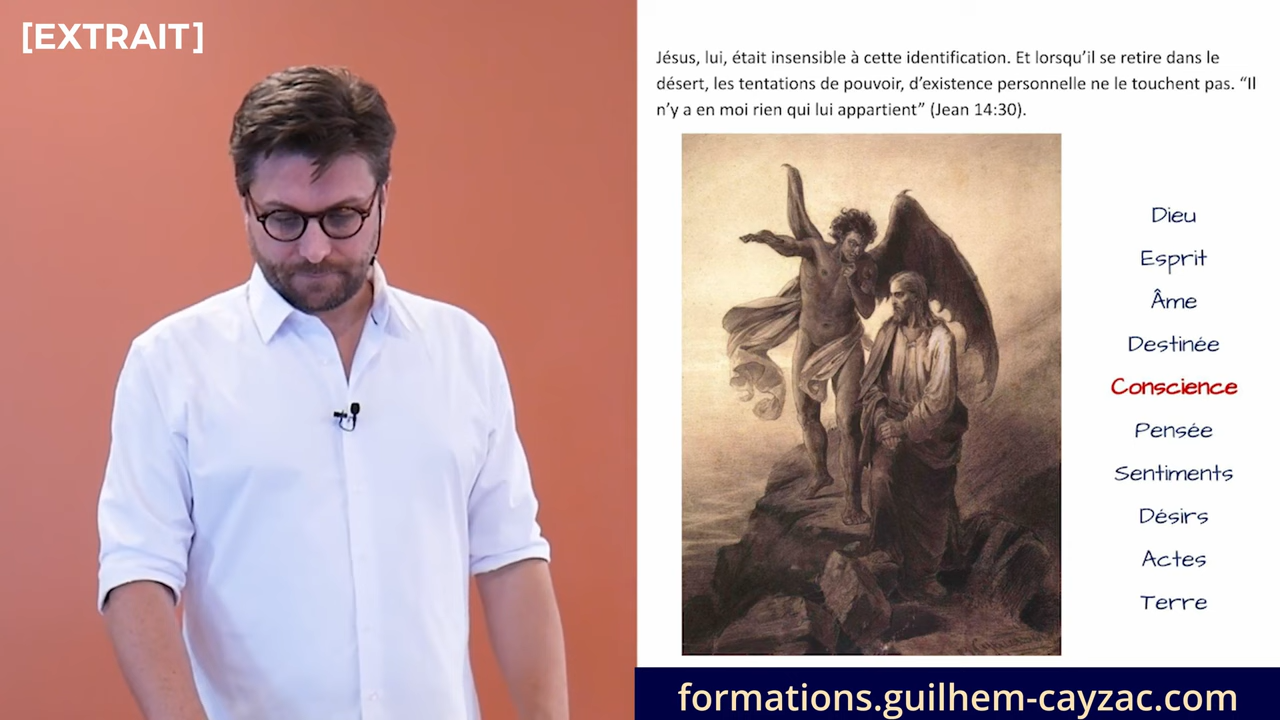 [EXTRAIT]
Jésus, lui, était insensible à cette identification. Et lorsqu’il se retire dans le
désert, les tentations de pouvoir, d’existence personnelle ne le touchent pas. “Il
n’y a en moi rien qui lui appartient” (Jean 14:30).
Dieu
Esprit
Âme
Destinée
Conscience
Pensée
Sentiments
Désirs
Actes
Terre
formations.guilhem-cayzac.com